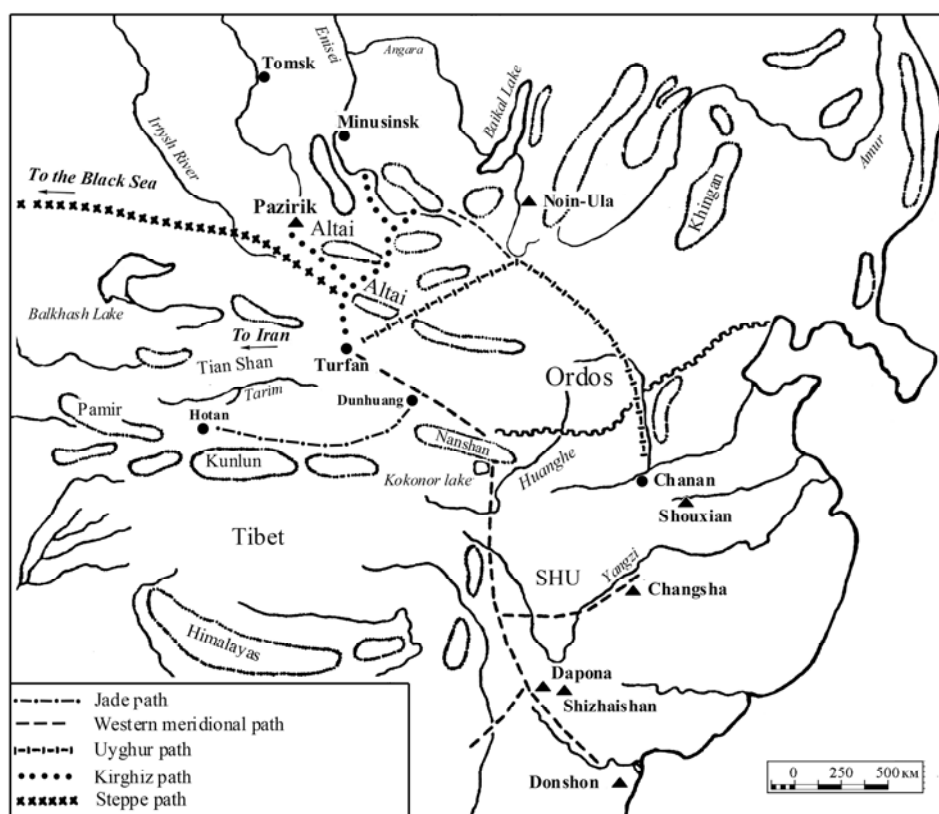 Enisei
Angara
Tomsk
Baikal Lake
Minusinsk
Irtysh River
Amur
To the Black Sea
Noin-Ula
Khingan
Pazirik
Altai
Altai
Balkhash Lake
To Iran
Tian Shan
Turfan
Ordos
Tarim
Dunhuang
Pamir
Hotan
Nanshan
Kunlun
Huanghe
Kokonor lake
Chanan
Shouxian
Tibet
SHU
Yangzi
Changsha
Himalayas
Dapona
Shizhaishan
Donshon
Jade path
Western meridional path
Uyghur path
Kirghiz path
Steppe path
0 250 500 KM